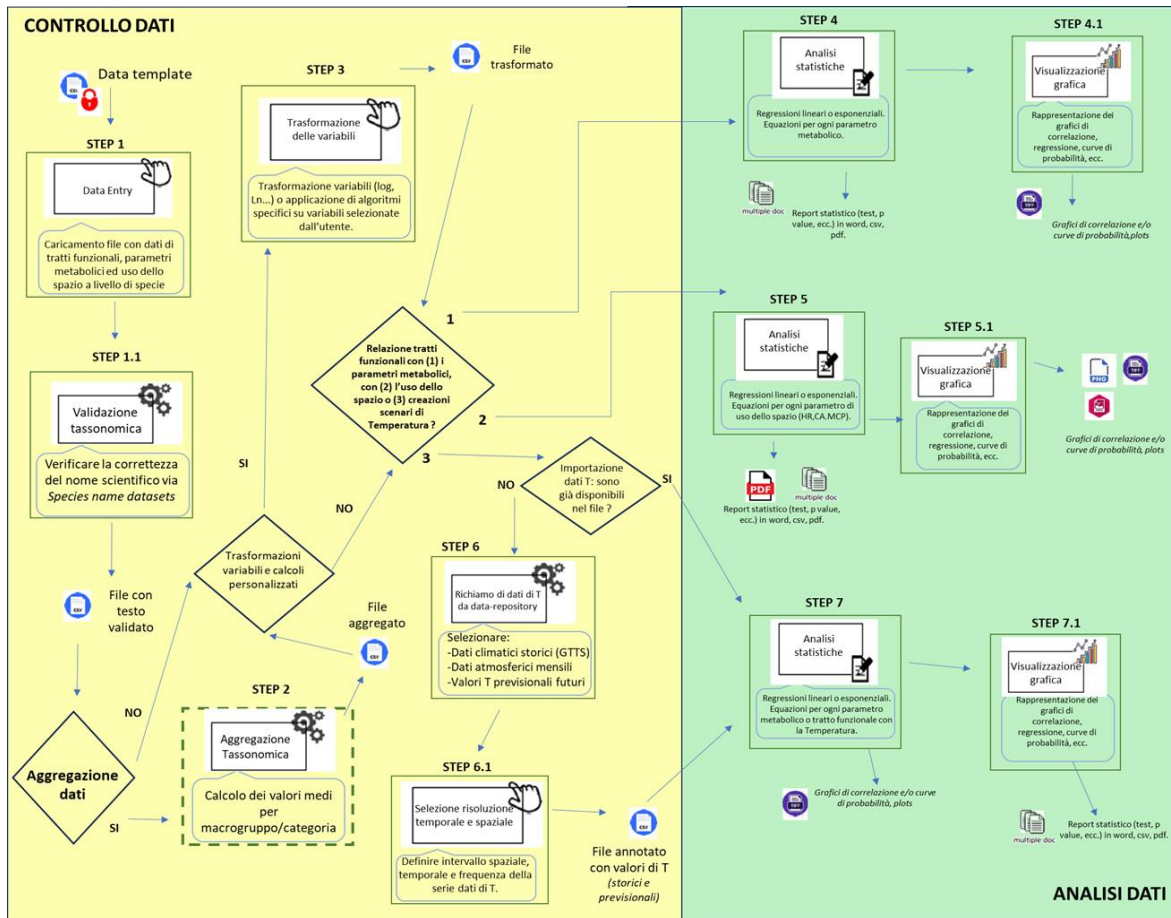 CONTROLLO DATI
Data template
STEP 1
Data Entry
Caricamento file con dati di
tratti funzionali, parametri
metabolici ed uso dello
spazio a livello di specie
STEP 1.1
Validazione
tassonomica
Verificare la correttezza
del nome scientifico via
Species name datasets
CSV
File con
testo
validato
Aggregazione
dati
NO
SI
STEP 2
Aggregazione
Tassonomica
Calcolo dei valori medi
per
macrogruppo/categoria
File
aggregato
CSV
Trasformazioni
variabili e calcoli
personalizzati
SI
NO
STEP 3
Trasformazione
delle variabili
Trasformazione variabili (log,
Ln...) o applicazione di algoritmi
specifici su variabili selezionate
dall'utente.
CSV
File
trasformato
Relazione tratti
funzionali con (1) i
parametri metabolici,
con (2) l'uso dello
spazio o (3) creazioni
scenari di
Temperatura ?
1
2
3
Importazione
dati T: sono
già disponibili
nel file ?
NO
SI
STEP 6
Richiamo di dati di T
da data-repository
Selezionare:
-Dati climatici storici (GTTS)
-Dati atmosferici mensili
-Valori T previsionali futuri
STEP 6.1
Selezione risoluzione
temporale e spaziale
Definire intervallo spaziale,
temporale e frequenza della
serie dati di T.
CSV
File annotato
con valori di T
(storici e
previsionali)
STEP 4
Analisi
statistiche
Regressioni lineari o esponenziali.
Equazioni per ogni parametro
metabolico.
multiple doc
Report statistico (test, p
value, ecc.) in word, csv,
pdf.
STEP 4.1
Visualizzazione
grafica
Rappresentazione dei
grafici di
correlazione,
regressione, curve di
probabilità, ecc.
TIFF
Grafici di correlazione e/o
curve di probabilità,plots
STEP 5
Analisi
statistiche
Regressioni lineari o esponenziali.
Equazioni per ogni parametro di
uso dello spazio (HR,CA.MCP).
PDF
multiple doc
Report statistico (test, p value,
ecc.) in word, csv, pdf.
STEP 5.1
Visualizzazione
grafica
Rappresentazione dei
grafici di
correlazione,
regressione, curve di
probabilità, ecc.
PNG
TIFF
Grafici di correlazione e/o
curve di probabilità, plots
STEP 7
Analisi
statistiche
Regressioni lineari o esponenziali.
Equazioni per ogni parametro
metabolico o tratto funzionale con
la Temperatura.
TIFF
Grafici di correlazione e/o curve
di probabilità, plots
STEP 7.1
Visualizzazione
grafica
Rappresentazione dei
grafici di
correlazione,
regressione, curve di
probabilità, ecc.
multiple doc
Report statistico (test, p
value, ecc.) in word, csv,
pdf.
ANALISI DATI